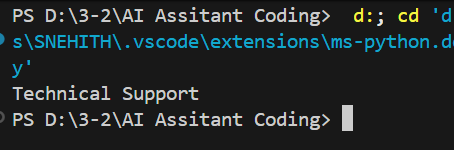 PS D:\3-2\AI Assitant Coding> d:; cd 'd
s\SNEHITH\.vscode\extensions\ms-python.de
y'
Technical Support
PS D:\3-2\AI Assitant Coding>